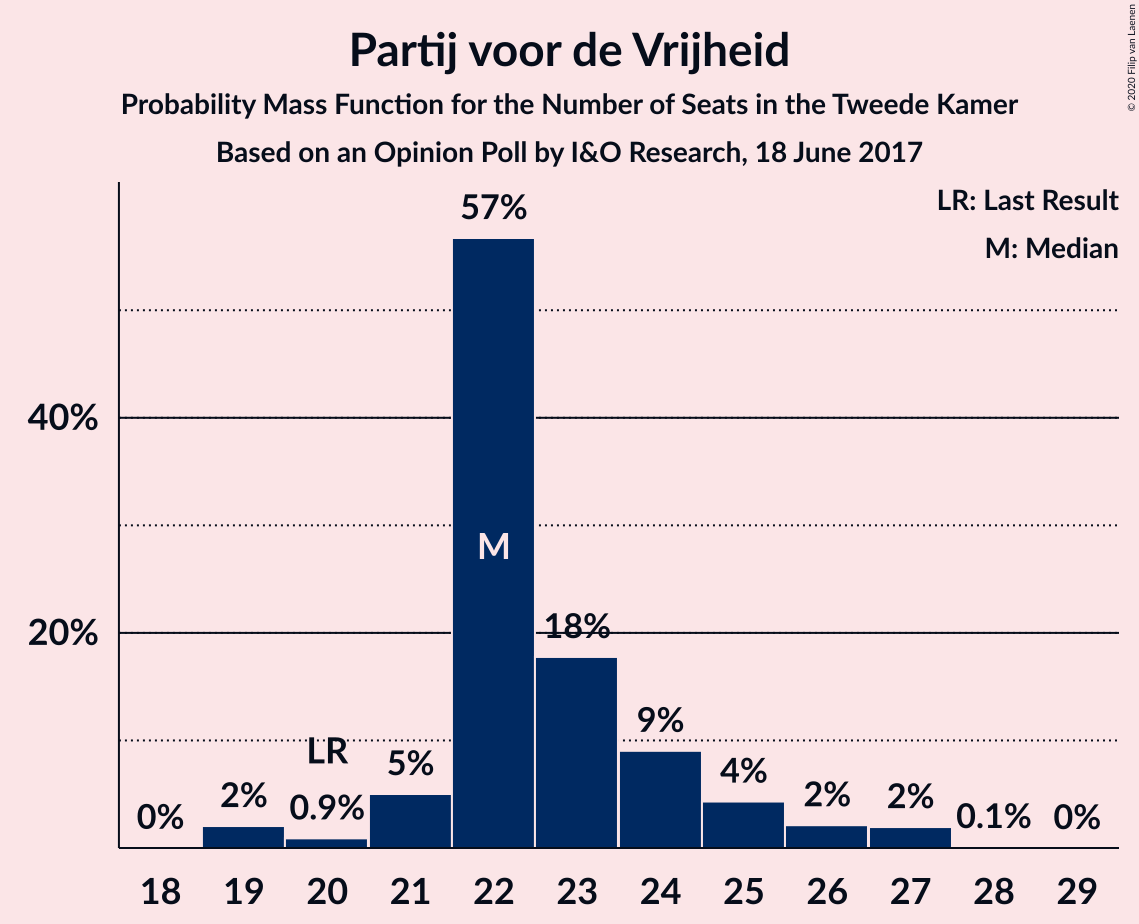 Partij voor de Vrijheid
Probability Mass Function for the Number of Seats in the Tweede Kamer
Based on an Opinion Poll by I&O Research, 18 June 2017
© 2020 Filip van Laenen
LR: Last Result
M: Median
57%
40%
M
20%
18%
LR
9%
5%
4%
2%
2%
2%
0.9%
0%
0.1%
0%
18 19 20 21 22 23 24 25 26 27 28 29